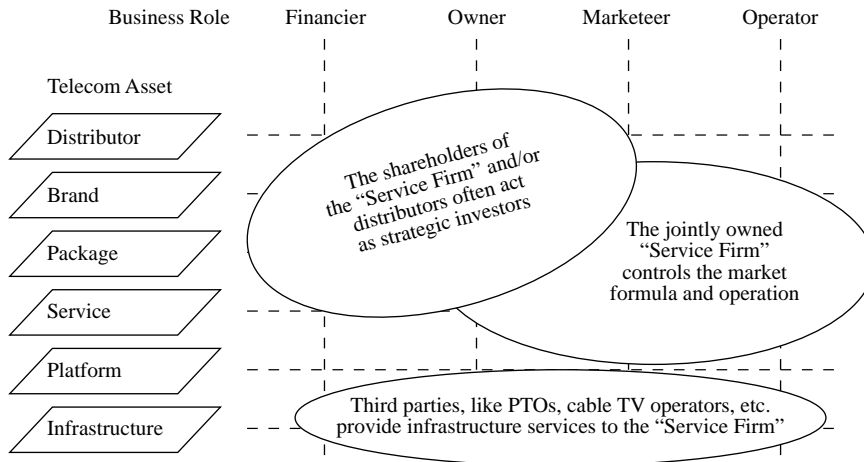 Business Role Financier Owner Marketeer Operator
Telecom Asset
Distributor
Brand
Package
Service
Platform
Infrastructure
The shareholders of
the “Service Firm” and/or
distributors often act
as strategic investors
The jointly owned
“Service Firm”
controls the market
formula and operation
Third parties, like PTOs, cable TV operators, etc.
provide infrastructure services to the “Service Firm”